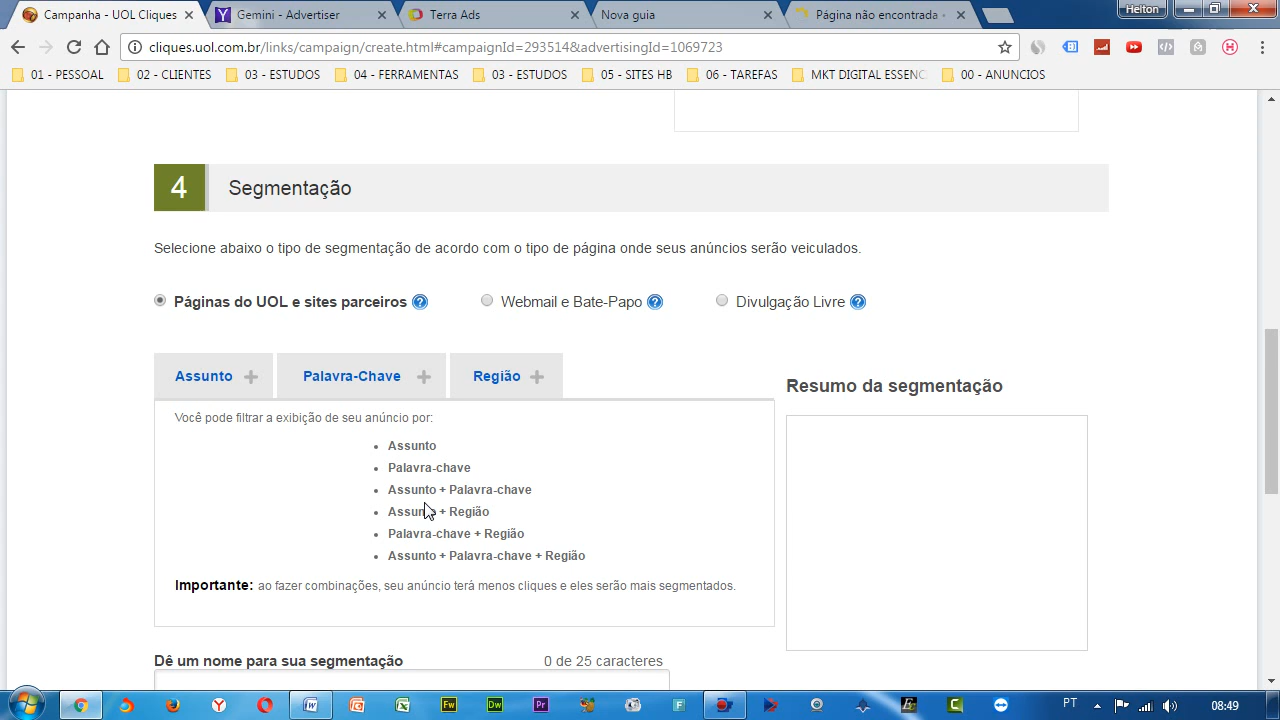 Campanha - UOL Cliques
Gemini - Advertiser
Terra Ads
Nova guia
Página não encontrada -
Helton
cliques.uol.com.br/links/campaign/create.html#campaignId=293514&advertisingId=1069723
01 - PESSOAL
02 - CLIENTES
03 - ESTUDOS
04 - FERRAMENTAS
03 - ESTUDOS
05 - SITES HB
06 - TAREFAS
MKT DIGITAL ESSENC
00 - ANUNCIOS
4 Segmentação
Selecione abaixo o tipo de segmentação de acordo com o tipo de página onde seus anúncios serão veiculados.
Páginas do UOL e sites parceiros ?
Webmail e Bate-Papo ?
Divulgação Livre ?
Assunto +
Palavra-Chave +
Região +
Resumo da segmentação
Você pode filtrar a exibição de seu anúncio por:
• Assunto
• Palavra-chave
• Assunto + Palavra-chave
• Assunto + Região
• Palavra-chave + Região
• Assunto + Palavra-chave + Região
Importante: ao fazer combinações, seu anúncio terá menos cliques e eles serão mais segmentados.
Dê um nome para sua segmentação
0 de 25 caracteres
Fw
Dw
Pr
F
PT
08:49